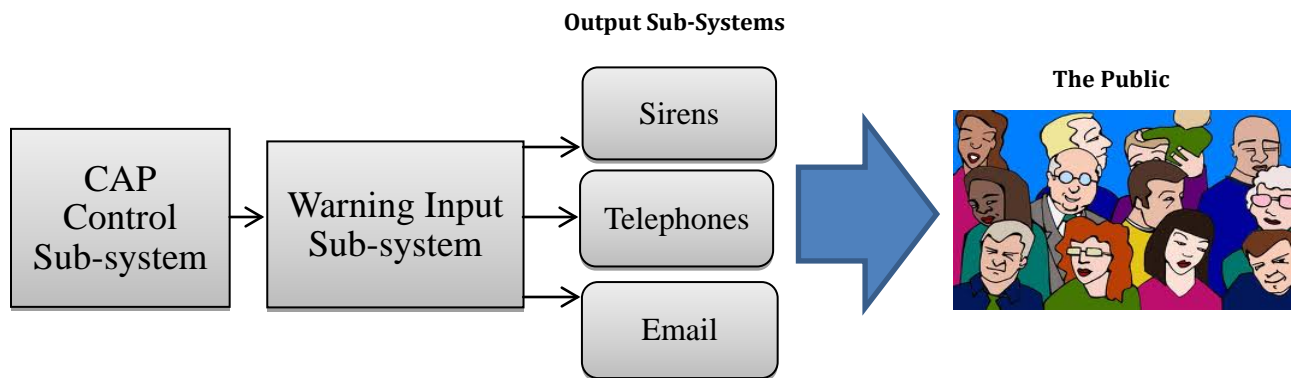 Output Sub-Systems
The Public
CAP
Control
Sub-system
Warning Input
Sub-system
Sirens
Telephones
Email